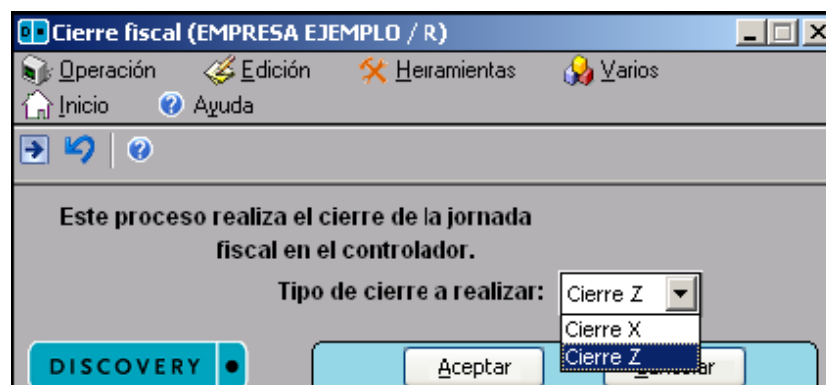 Cierre fiscal (EMPRESA EJEMPLO / R)
Operación Edición Herramientas Varios
Inicio Ayuda
Este proceso realiza el cierre de la jornada
fiscal en el controlador.
Tipo de cierre a realizar: Cierre Z
Cierre X
Cierre Z
DISCOVERY Aceptar